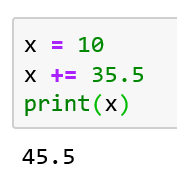 x = 10
x += 35.5
print(x)
45.5